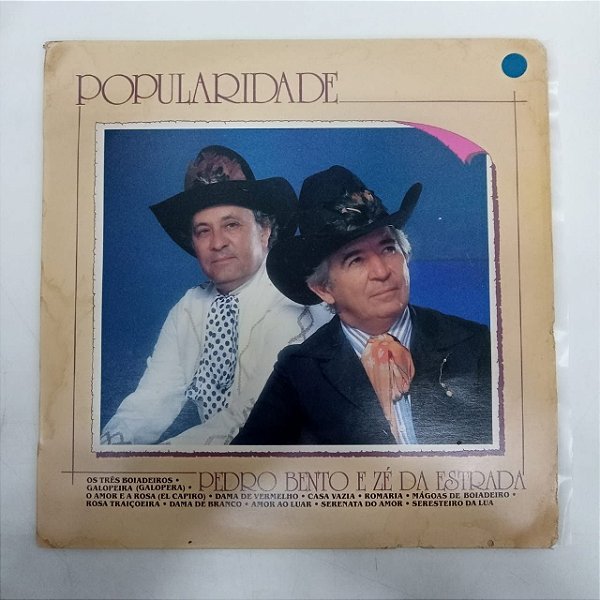 POPULARIDADE
OS TRÊS BOIADEIROS •
GALOPEIRA (GALOPERA) •
PEDRO BENTO E ZÉ DA ESTRADA
O AMOR E A ROSA (EL CAPIRO) • DAMA DE VERMELHO • CASA VAZIA • ROMARIA • MÁGOAS DE BOIADEIRO •
ROSA TRAIÇOEIRA • DAMA DE BRANCO • AMOR AO LUAR • SERENATA DO AMOR • SERESTEIRO DA LUA